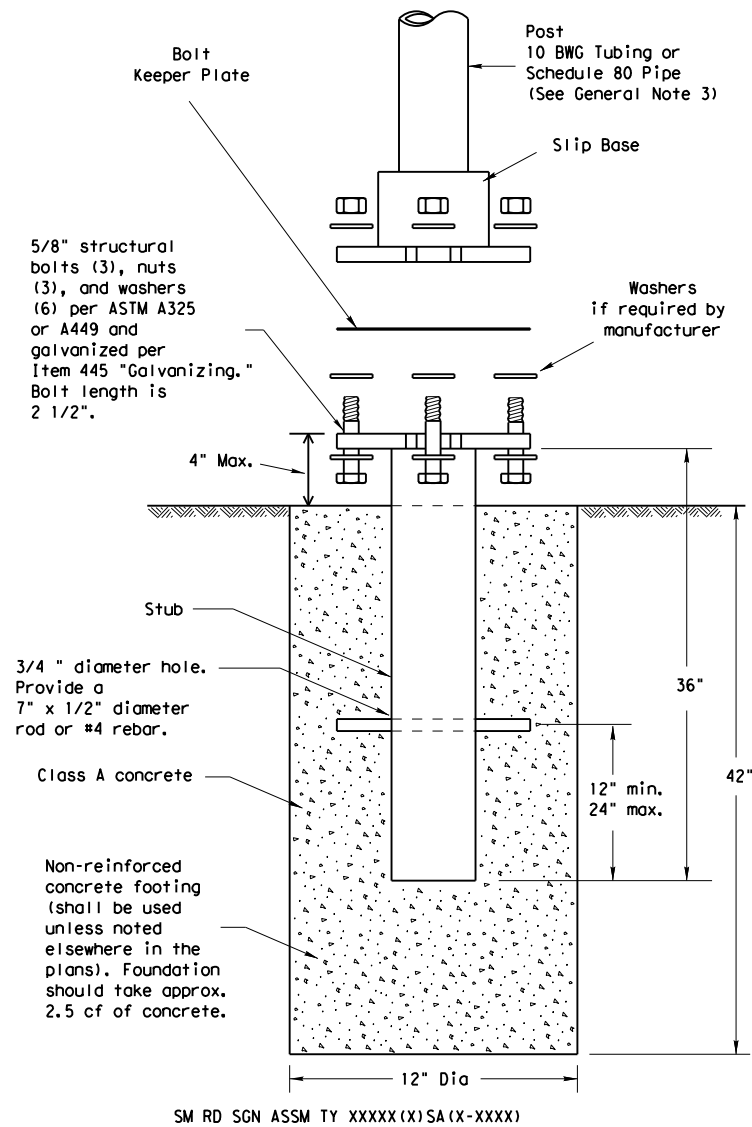 Bolt
Keeper Plate
Post
10 BWG Tubing or
Schedule 80 Pipe
(See General Note 3)
Slip Base
5/8" structural
bolts (3), nuts
(3), and washers
(6) per ASTM A325
or A449 and
galvanized per
Item 445 "Galvanizing."
Bolt length is
2 1/2".
Washers
if required by
manufacturer
4" Max.
Stub
3/4 " diameter hole.
Provide a
7" x 1/2" diameter
rod or #4 rebar.
36"
Class A concrete
12" min.
24" max.
42"
Non-reinforced
concrete footing
(shall be used
unless noted
elsewhere in the
plans). Foundation
should take approx.
2.5 cf of concrete.
12" Dia
SM RD SGN ASSM TY XXXXX(X)SA(X-XXXX)